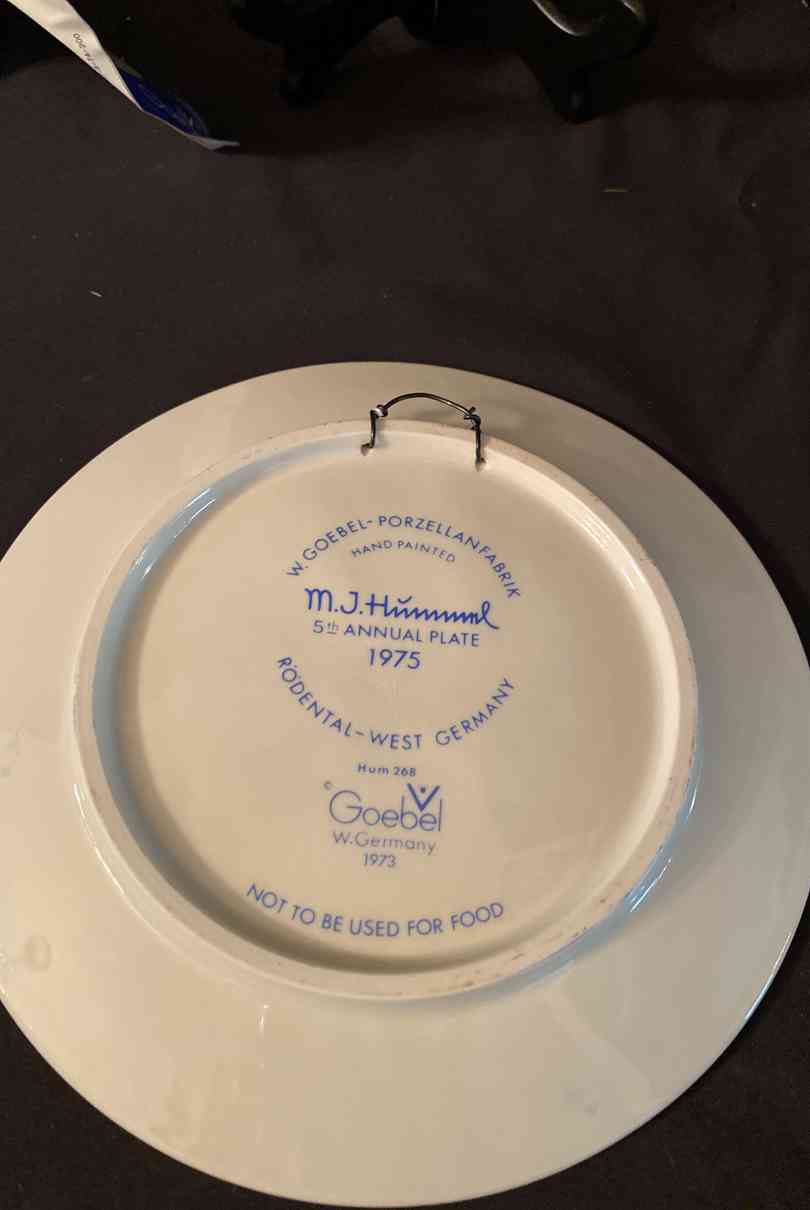 W. GOEBEL-PORZELLANFABRIK
HAND PAINTED
M.J.Hummel
5th ANNUAL PLATE
1975
RÖDENTAL-WEST GERMANY
Hum 268
© Goebel
W.Germany
1973
NOT TO BE USED FOR FOOD